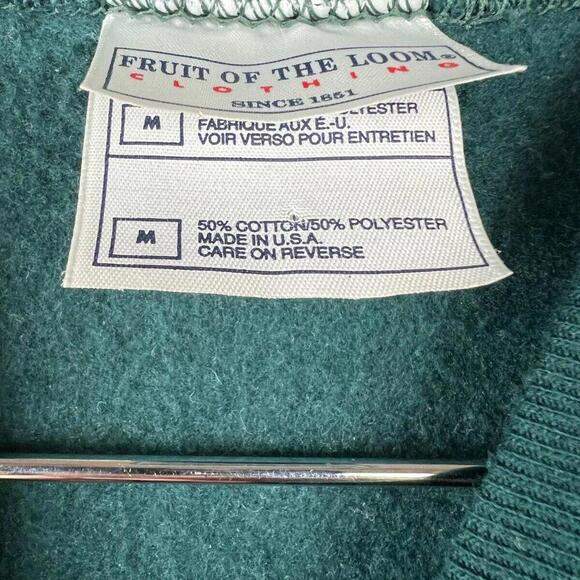 FRUIT OF THE LOOM®
CLOTHING
SINCE 1851
M
FABRIQUE AUX É.-U.
VOIR VERSO POUR ENTRETIEN
M
50% COTTON/50% POLYESTER
MADE IN U.S.A.
CARE ON REVERSE